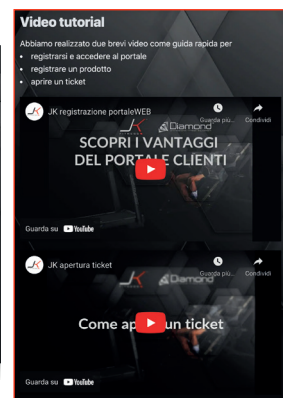 Video tutorial
Abbiamo realizzato due brevi video come guida rapida per
• registrarsi e accedere al portale
• registrare un prodotto
• aprire un ticket
JK registrazione portaleWEB
Guarda più...
Condividi
Diamond
SCOPRI I VANTAGGI
DEL PORTALE CLIENTI
Guarda su YouTube
JK apertura ticket
Guarda più...
Condividi
Diamond
Come ap un ticket
Guarda su YouTube